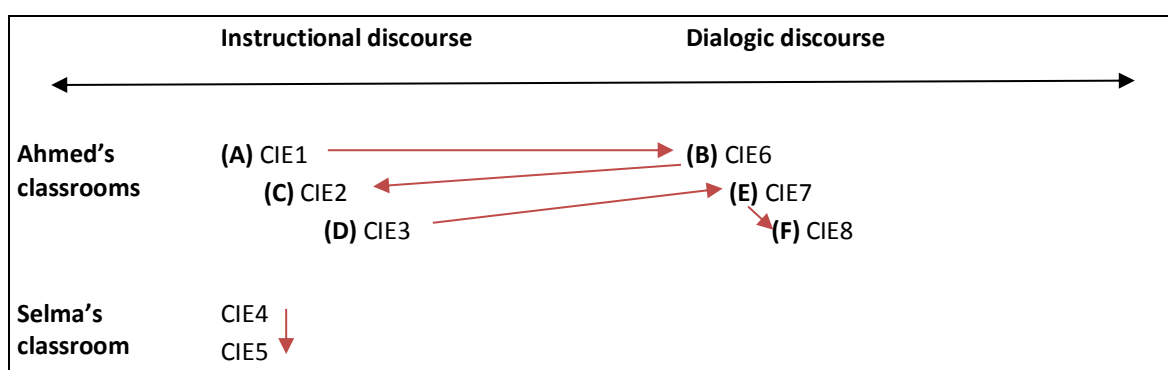 Instructional discourse Dialogic discourse
Ahmed’s (A) CIE1 (B) CIE6
classrooms (C) CIE2 (E) CIE7
(D) CIE3 (F) CIE8
Selma’s CIE4
classroom CIE5